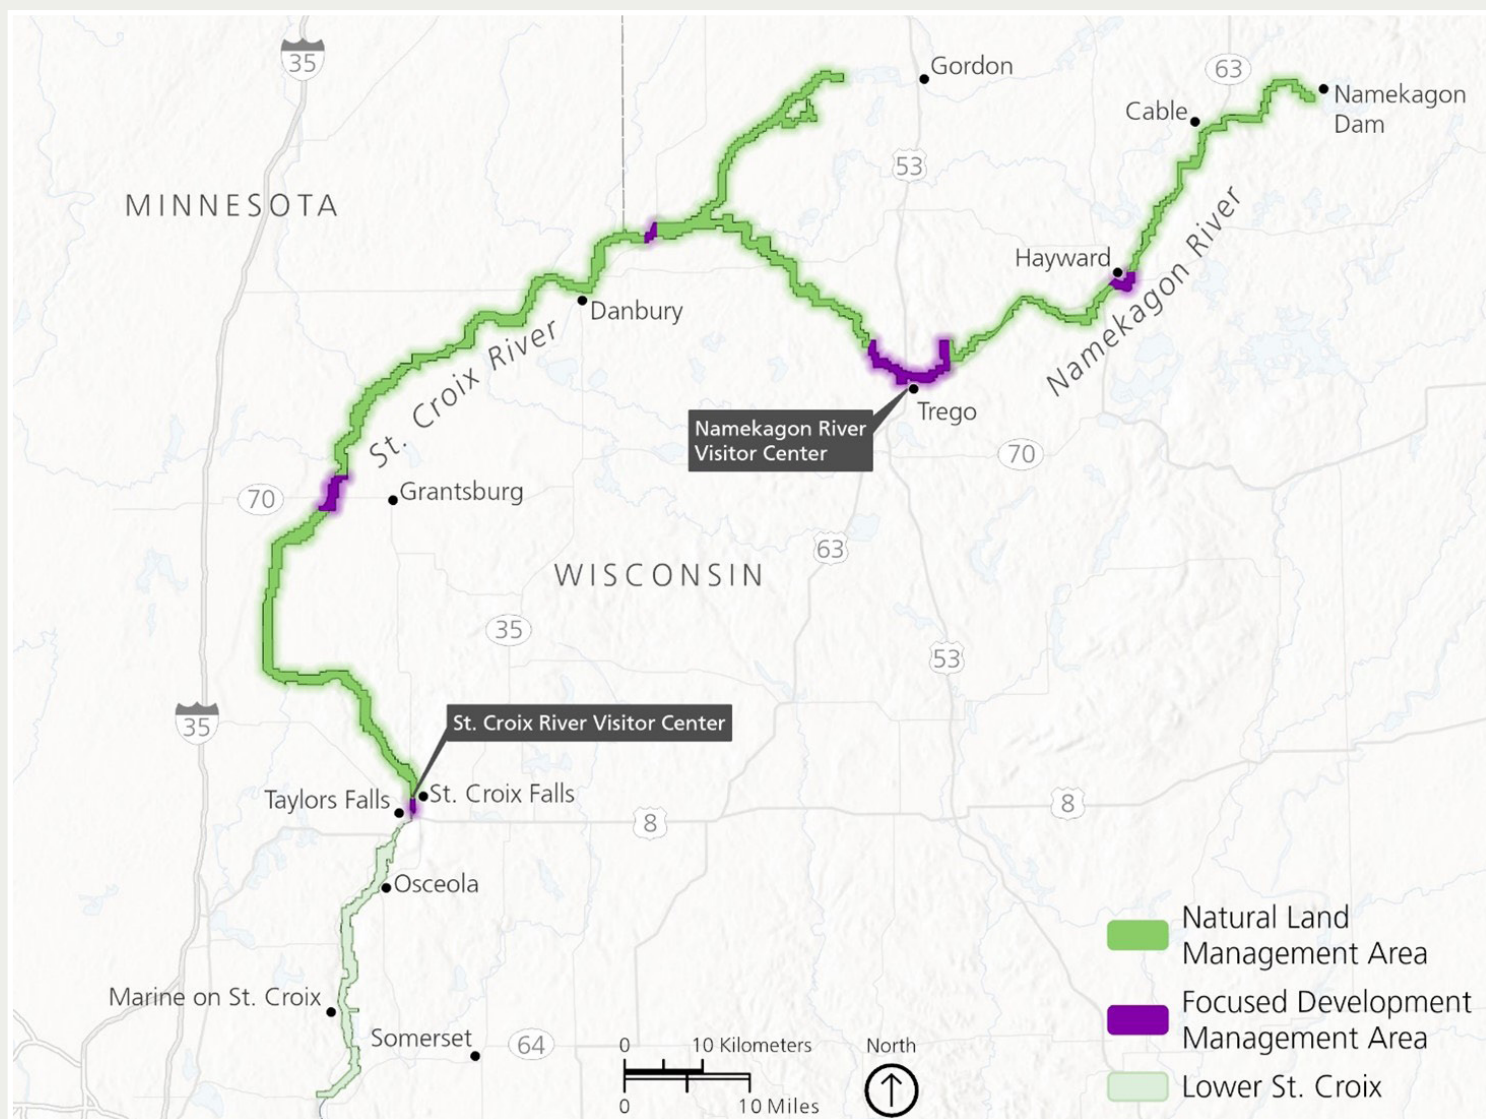 35
Gordon
63
Namekagon
Dam
Cable
53
MINNESOTA
Namekagon River
Hayward
Danbury
St. Croix River
Trego
Namekagon River
Visitor Center
70
70
Grantsburg
63
WISCONSIN
35
53
35
St. Croix River Visitor Center
Taylors Falls
St. Croix Falls
8
8
Osceola
Natural Land
Management Area
Marine on St. Croix
Focused Development
Management Area
Somerset
64
0 10 Kilometers
North
Lower St. Croix
0 10 Miles